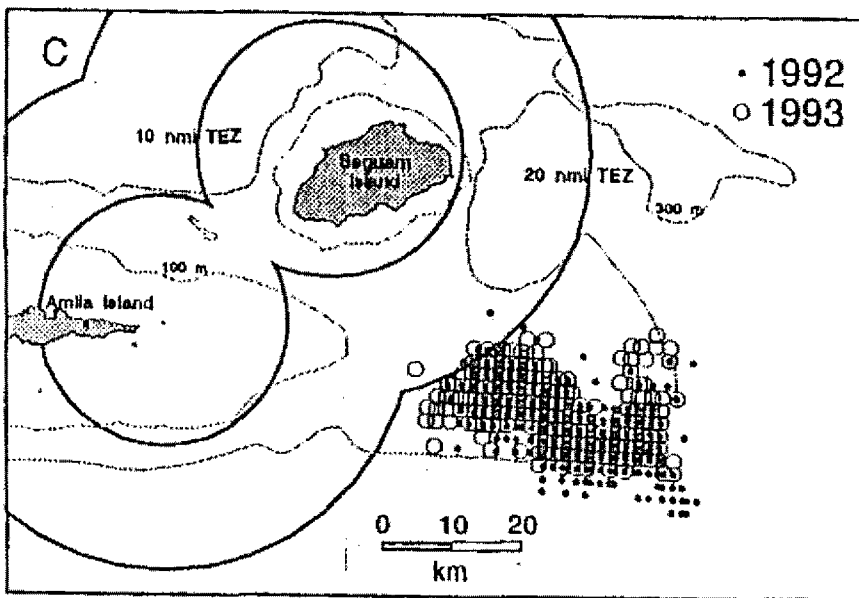 C
1992
1993
10 nmi TEZ
Seguam
Island
20 nmi TEZ
300 m
100 m
Amlia Island
0 10 20
km